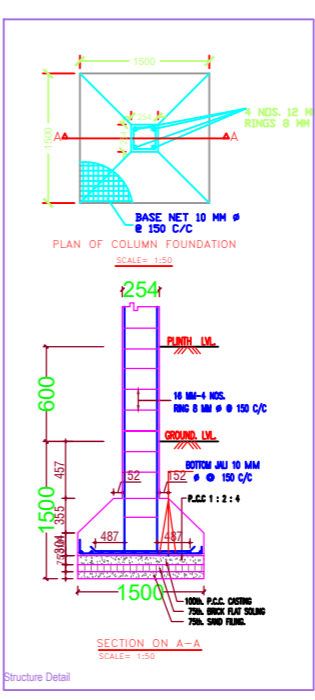 1500
1500
254
4 NOS. 12 M
RINGS 8 MM
A A
BASE NET 10 MM Ø
@ 150 C/C
PLAN OF COLUMN FOUNDATION
SCALE= 1:50
254
PLINTH LVL.
600
16 MM-4 NOS.
RING 8 MM Ø @ 150 C/C
GROUND. LVL.
457
BOTTOM JALI 10 MM
Ø @ 150 C/C
152
P.C.C 1 : 2 : 4
1500
355
304
487 487
1500
100th. P.C.C. CASTING
75th. BRICK FLAT SOLING
75th. SAND FILING.
SECTION ON A-A
SCALE= 1:50
Structure Detail